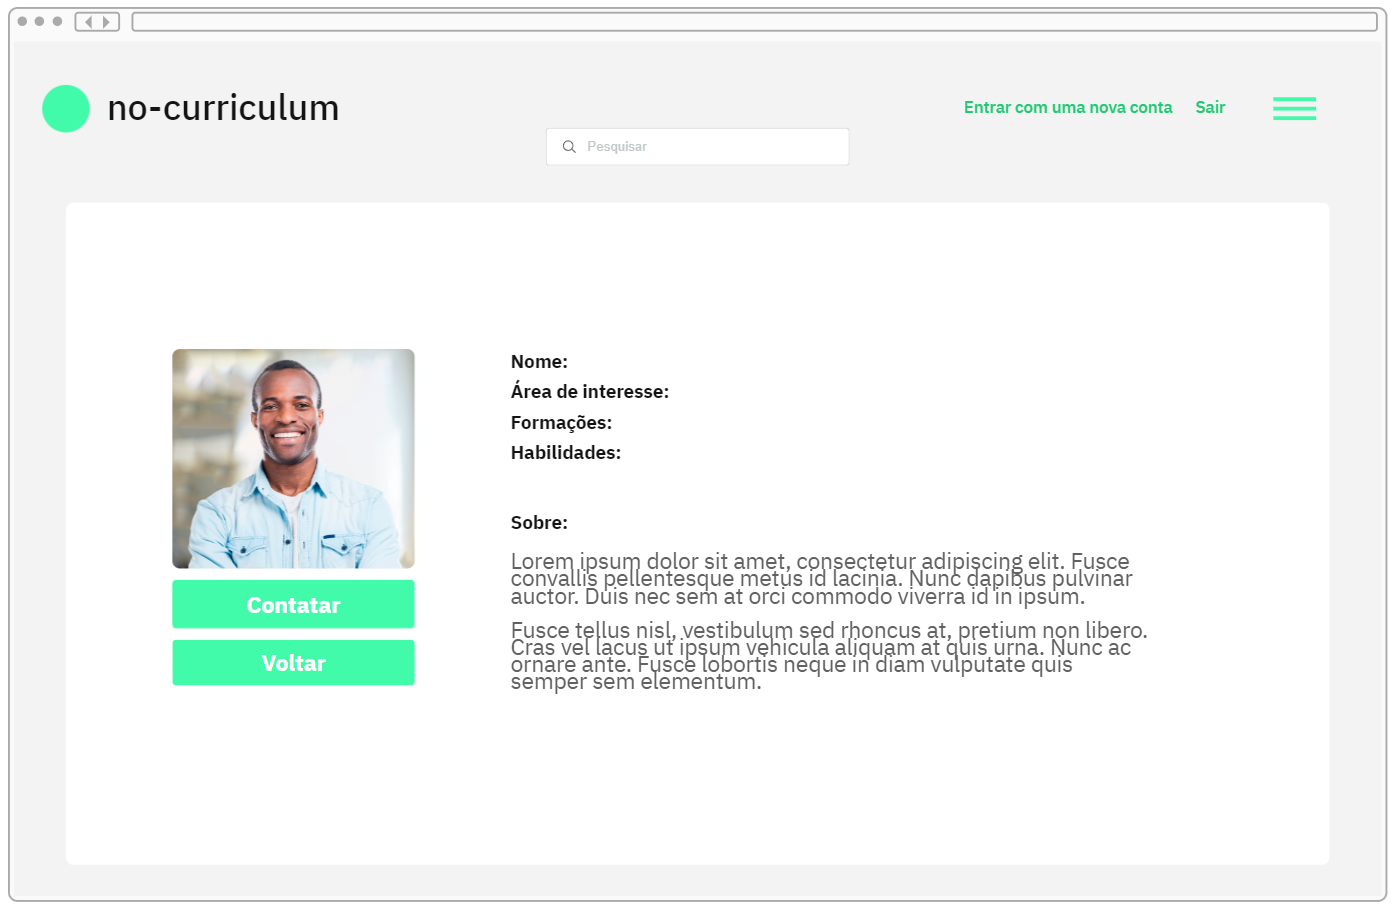 no-curriculum
Entrar com uma nova conta
Sair
Pesquisar
Nome:
Área de interesse:
Formações:
Habilidades:
Sobre:
Lorem ipsum dolor sit amet, consectetur adipiscing elit. Fusce
convallis pellentesque metus id lacinia. Nunc dapibus pulvinar
auctor. Duis nec sem at orci commodo viverra id in ipsum.
Fusce tellus nisl, vestibulum sed rhoncus at, pretium non libero.
Cras vel lacus ut ipsum vehicula aliquam at quis urna. Nunc ac
ornare ante. Fusce lobortis neque in diam vulputate quis
semper sem elementum.
Contatar
Voltar